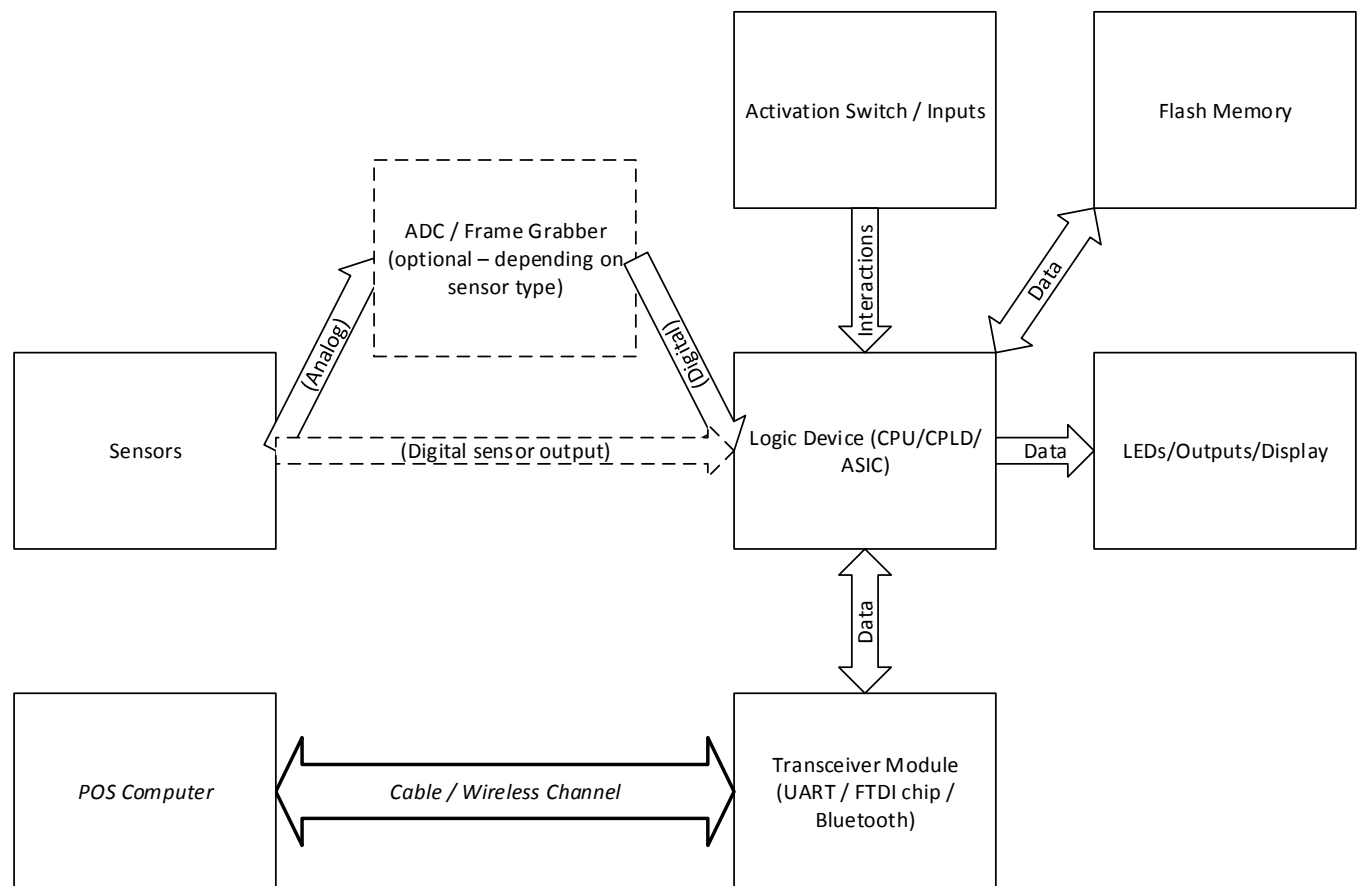 Activation Switch / Inputs
Flash Memory
ADC / Frame Grabber
(optional – depending on
sensor type)
Interactions
Data
(Analog)
(Digital)
Sensors
(Digital sensor output)
Logic Device (CPU/CPLD/
ASIC)
Data
LEDs/Outputs/Display
Data
POS Computer
Cable / Wireless Channel
Transceiver Module
(UART / FTDI chip /
Bluetooth)